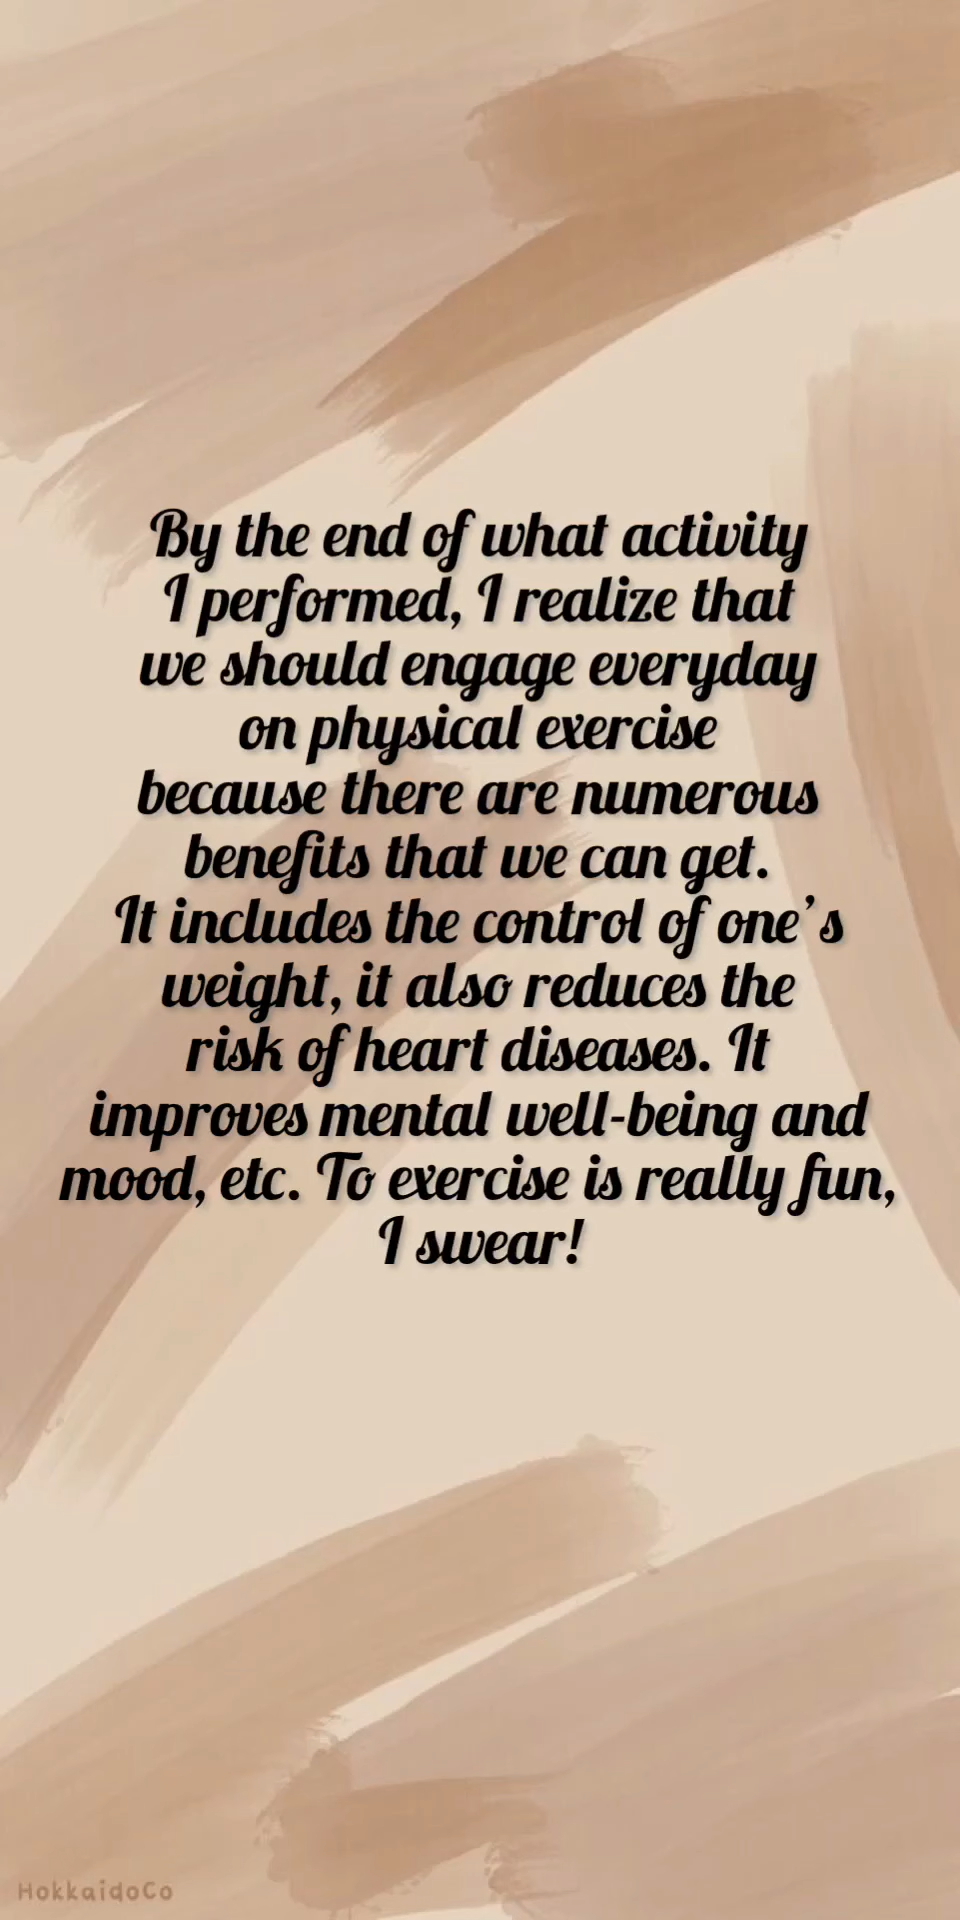 By the end of what activity
I performed, I realize that
we should engage everyday
on physical exercise
because there are numerous
benefits that we can get.
It includes the control of one's
weight, it also reduces the
risk of heart diseases. It
improves mental well-being and
mood, etc. To exercise is really fun,
I swear!
HokkaidoCo